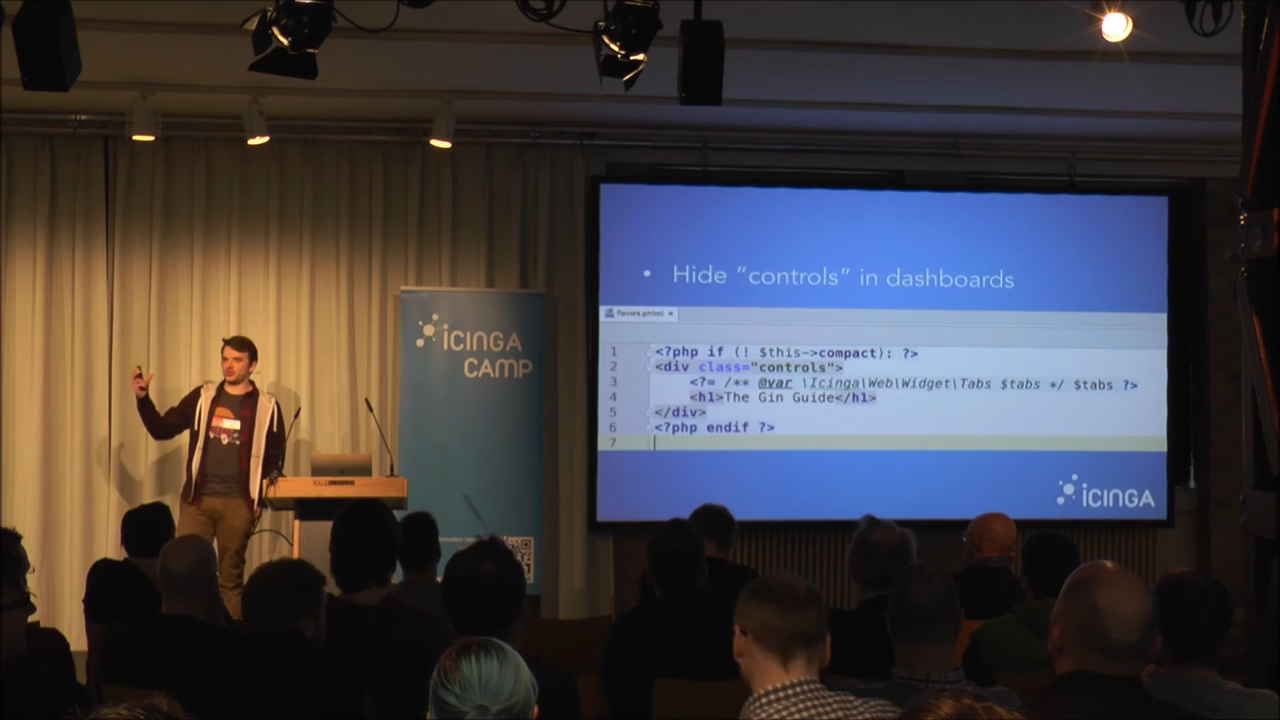 iCINGA
CAMP
• Hide “controls” in dashboards
flavors.phtml ×
1 <?php if (! $this->compact): ?>
2 <div class="controls">
3 <?= /** @var \Icinga\Web\Widget\Tabs $tabs */ $tabs ?>
4 <h1>The Gin Guide</h1>
5 </div>
6 <?php endif ?>
7
iCINGA